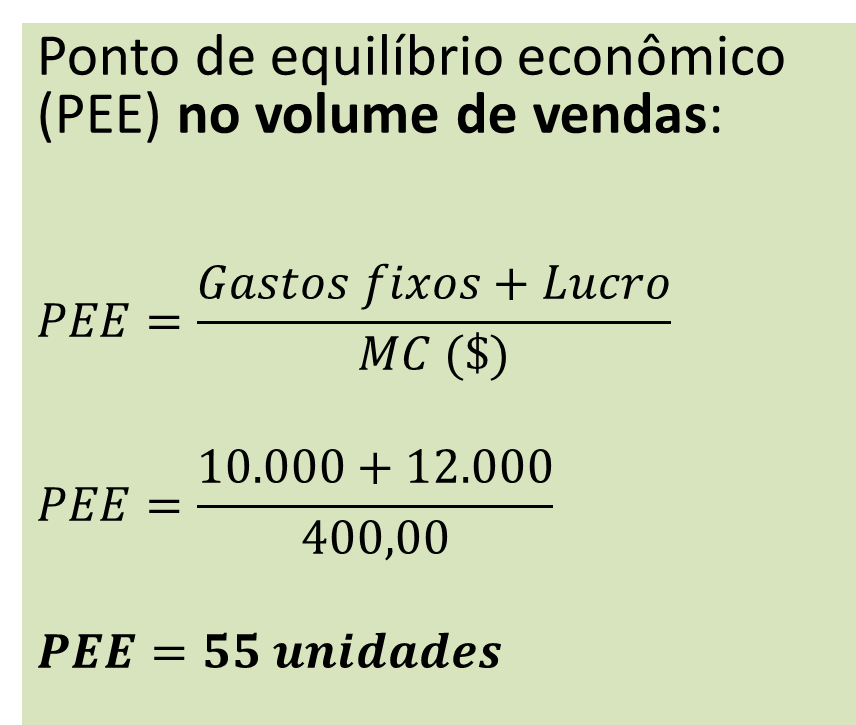 Ponto de equilíbrio econômico
(PEE) no volume de vendas:
PEE = Gastos fixos + Lucro
MC ($)
PEE = 10.000 + 12.000
400,00
PEE = 55 unidades